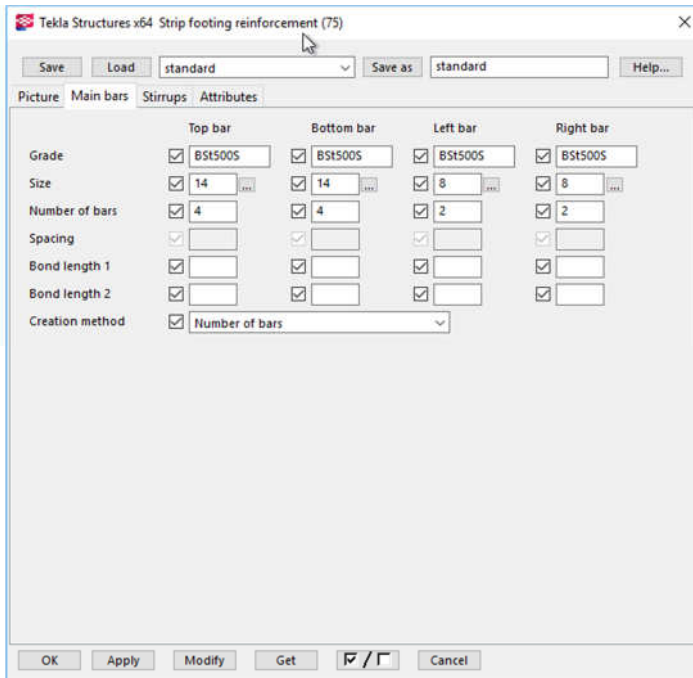 Tekla Structures x64 Strip footing reinforcement (75)
Save Load standard Save as standard Help...
Picture Main bars Stirrups Attributes
Top bar Bottom bar Left bar Right bar
Grade BSt500S BSt500S BSt500S BSt500S
Size 14 ... 14 ... 8 ... 8 ...
Number of bars 4 4 2 2
Spacing
Bond length 1
Bond length 2
Creation method Number of bars
OK Apply Modify Get / Cancel